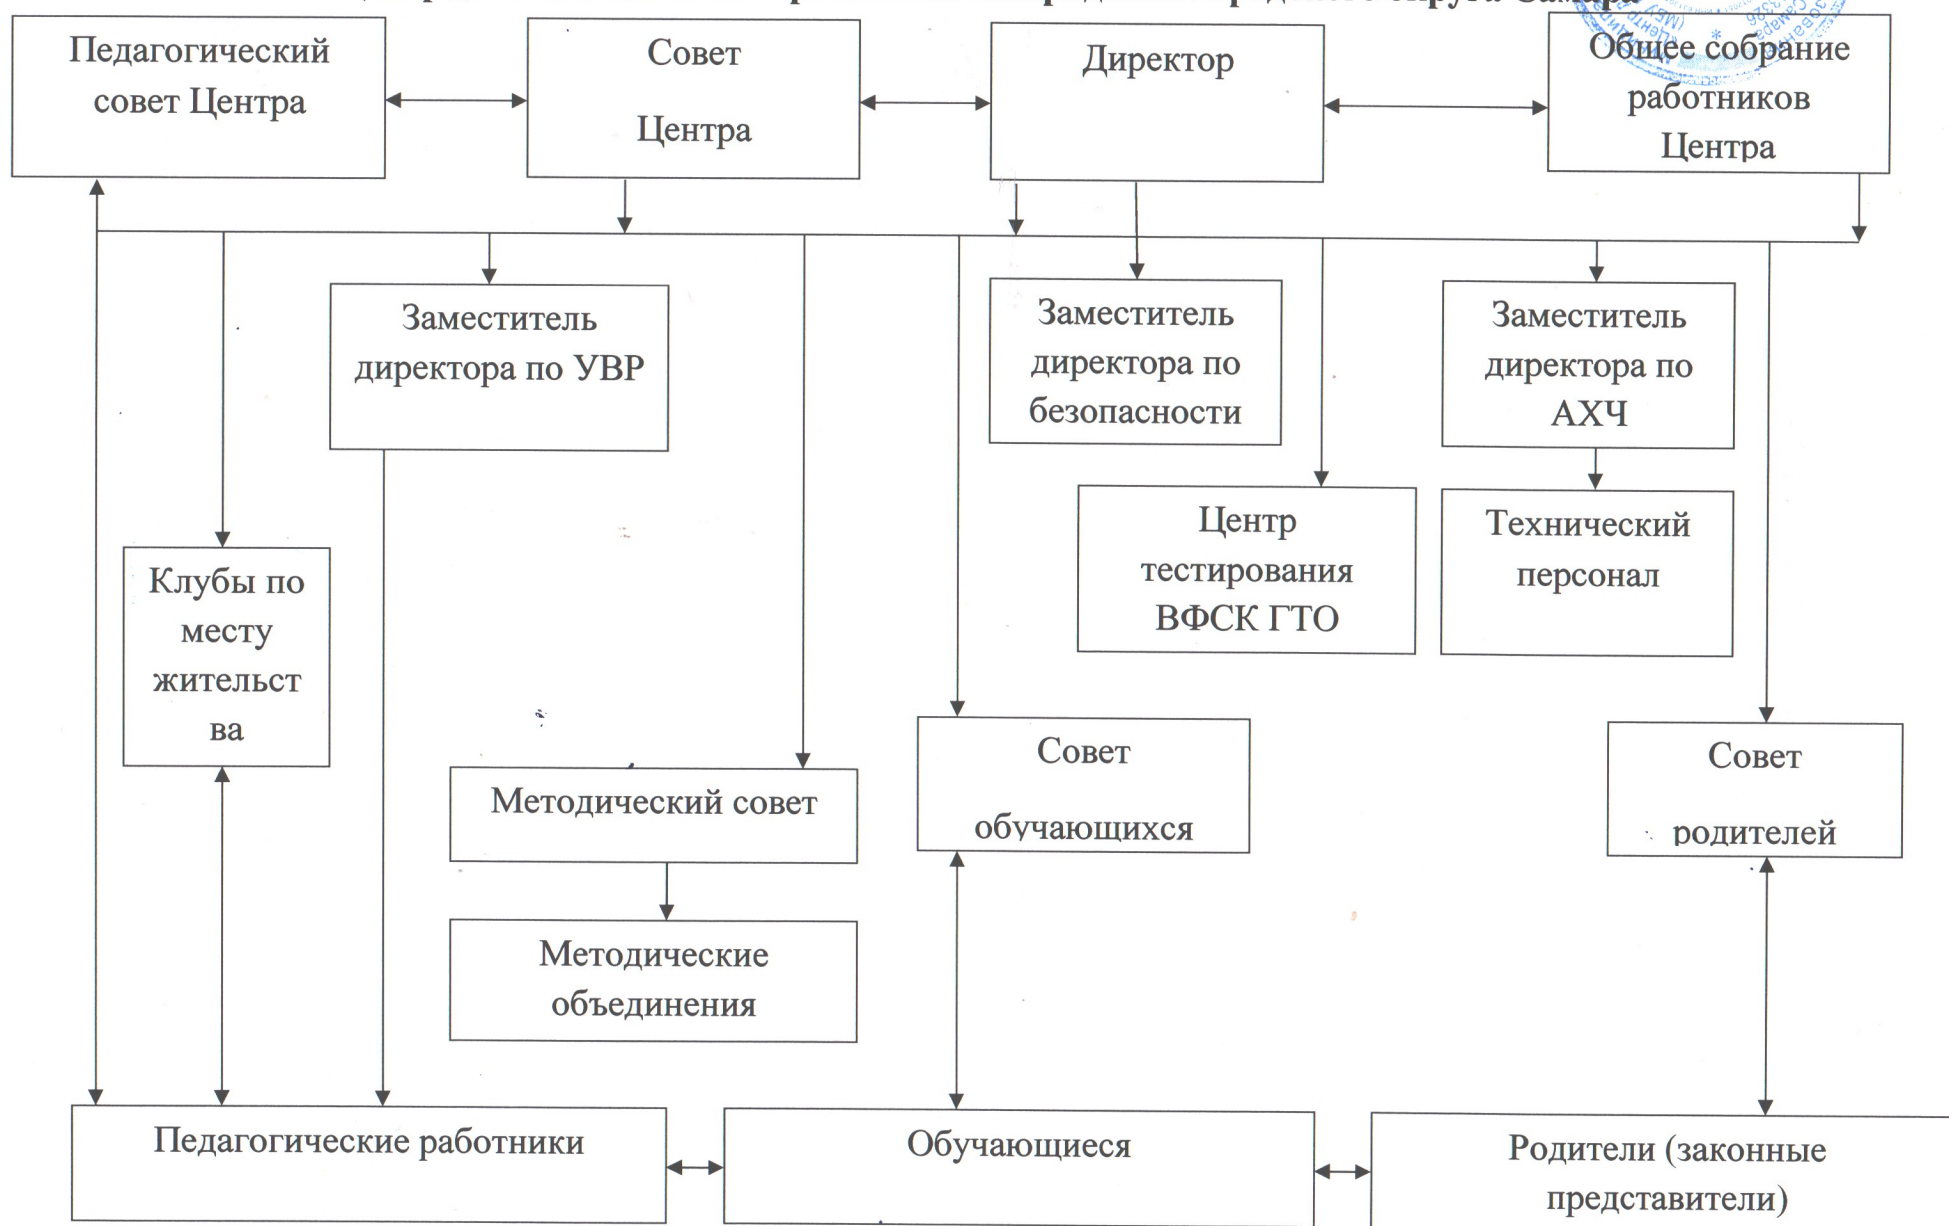 округа Самара
Педагогический
совет Центра
Совет
Центра
Директор
Общее собрание
работников
Центра
Заместитель
директора по УВР
Заместитель
директора по
безопасности
Заместитель
директора по
АХЧ
Центр
тестирования
ВФСК ГТО
Технический
персонал
Клубы по
месту
жительст
ва
Методический совет
Совет
обучающихся
Совет
родителей
Методические
объединения
Педагогические работники
Обучающиеся
Родители (законные
представители)